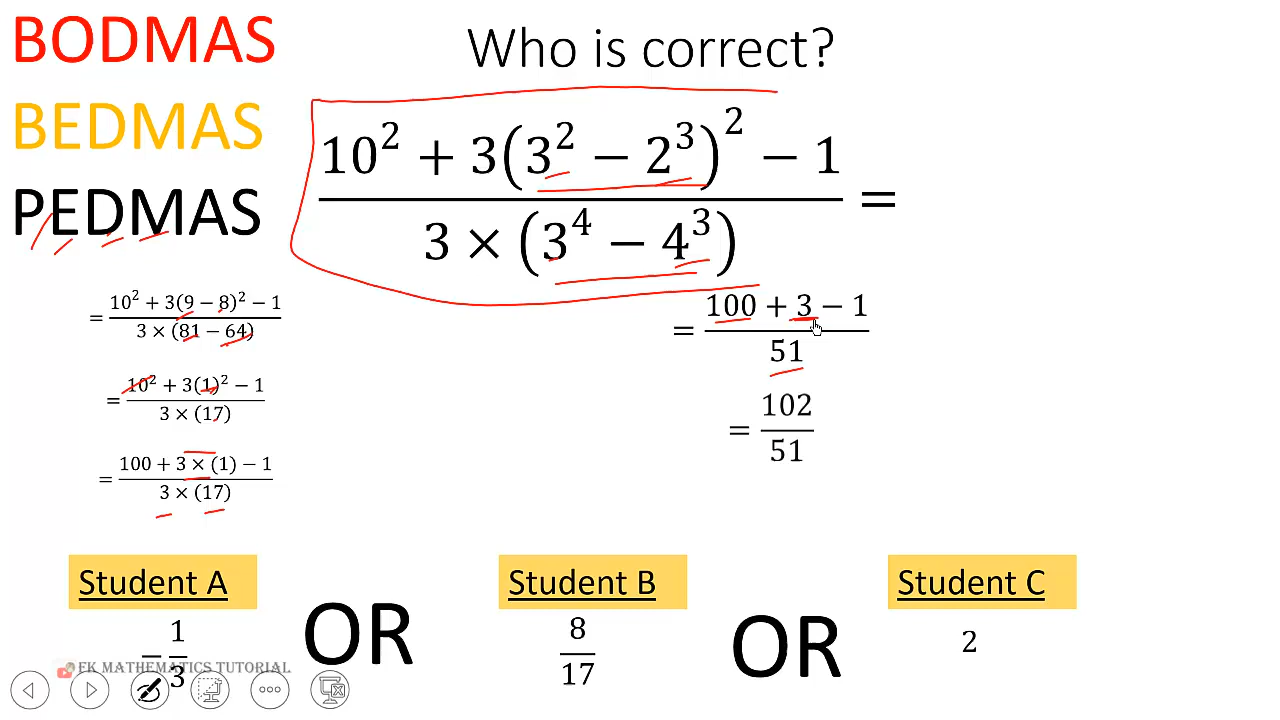 BODMAS
BEDMAS
PEDMAS
Who is correct?
10² + 3(3² − 2³)² − 1
3 × (3⁴ − 4³)
=
= 10² + 3(9 − 8)² − 1
3 × (81 − 64)
= 10² + 3(1)² − 1
3 × (17)
= 100 + 3 × (1) − 1
3 × (17)
= 100 + 3 − 1
51
= 102
51
Student A
− 1
3
OR
Student B
8
17
OR
Student C
2
EK MATHEMATICS TUTORIAL